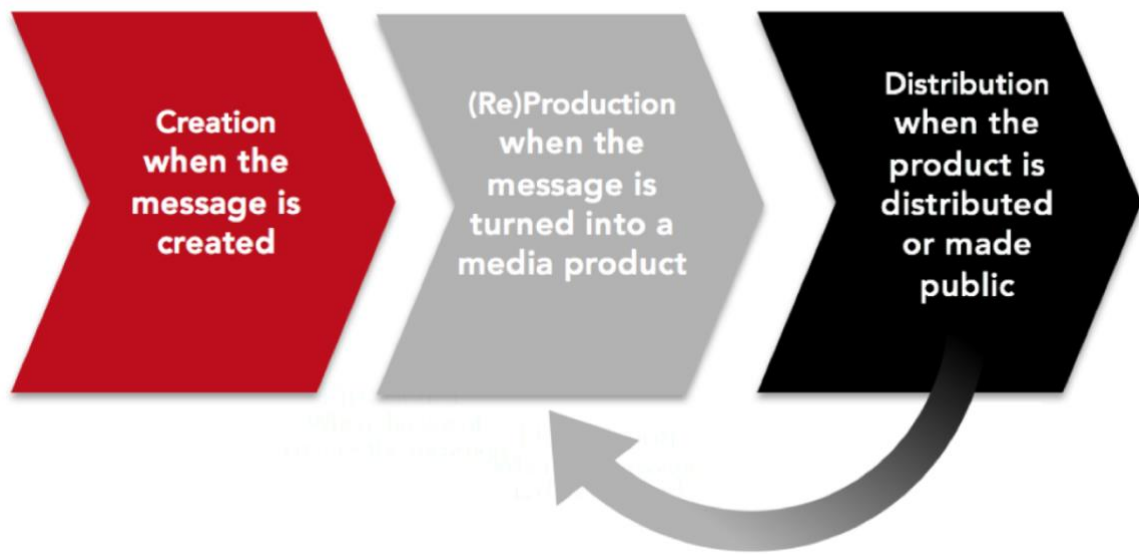 Creation
when the
message is
created
(Re)Production
when the
message is
turned into a
media product
Distribution
when the
product is
distributed
or made
public